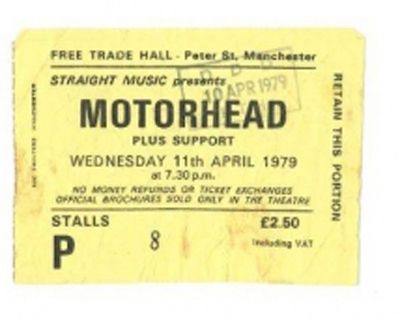 FREE TRADE HALL - Peter St, Manchester
STRAIGHT MUSIC presents
10 APR 1979
MOTORHEAD
PLUS SUPPORT
WEDNESDAY 11th APRIL 1979
at 7.30 p.m.
NO MONEY REFUNDS OR TICKET EXCHANGES
OFFICIAL BROCHURES SOLD ONLY IN THE THEATRE
STALLS
£2.50
P
8
Including VAT
RETAIN THIS PORTION
MANCHESTER